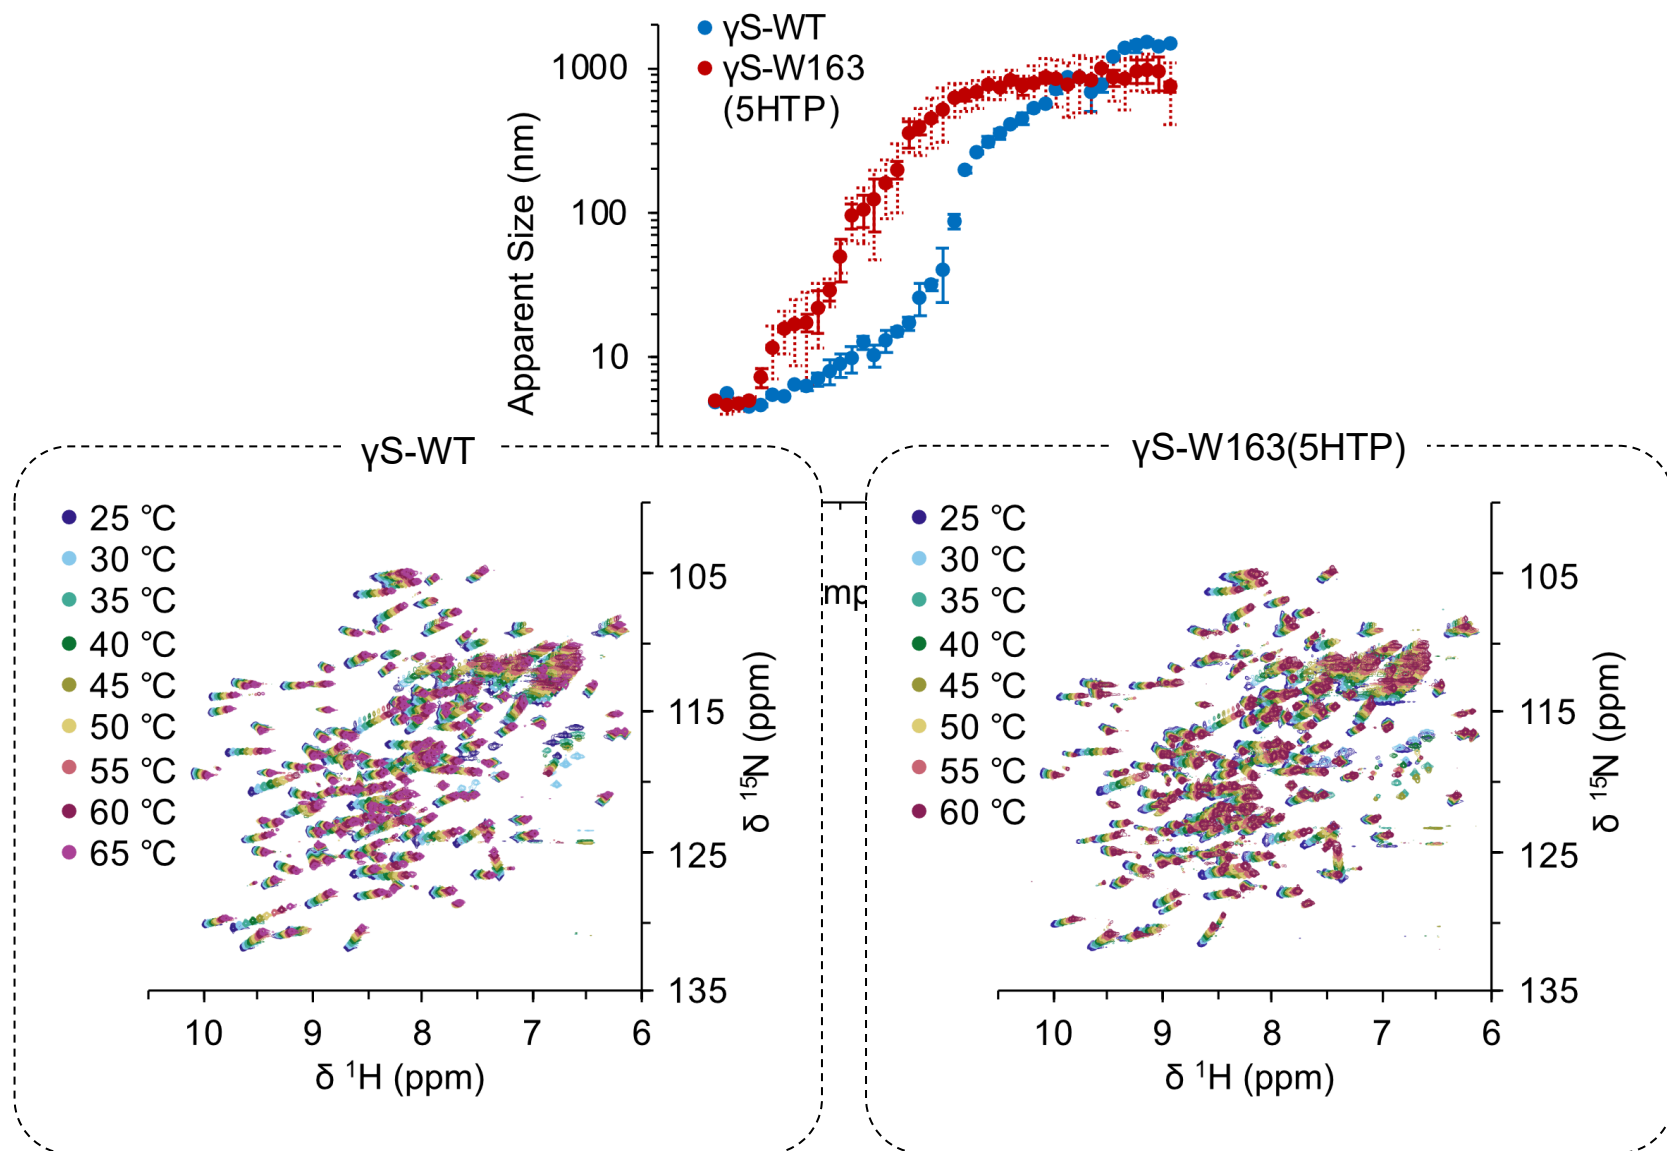 γS-WT
γS-W163
(5HTP)
1000
100
10
Apparent Size (nm)
mp
γS-WT
25 °C
30 °C
35 °C
40 °C
45 °C
50 °C
55 °C
60 °C
65 °C
105
115
125
135
δ ¹⁵N (ppm)
10 9 8 7 6
δ ¹H (ppm)
γS-W163(5HTP)
25 °C
30 °C
35 °C
40 °C
45 °C
50 °C
55 °C
60 °C
105
115
125
135
δ ¹⁵N (ppm)
10 9 8 7 6
δ ¹H (ppm)